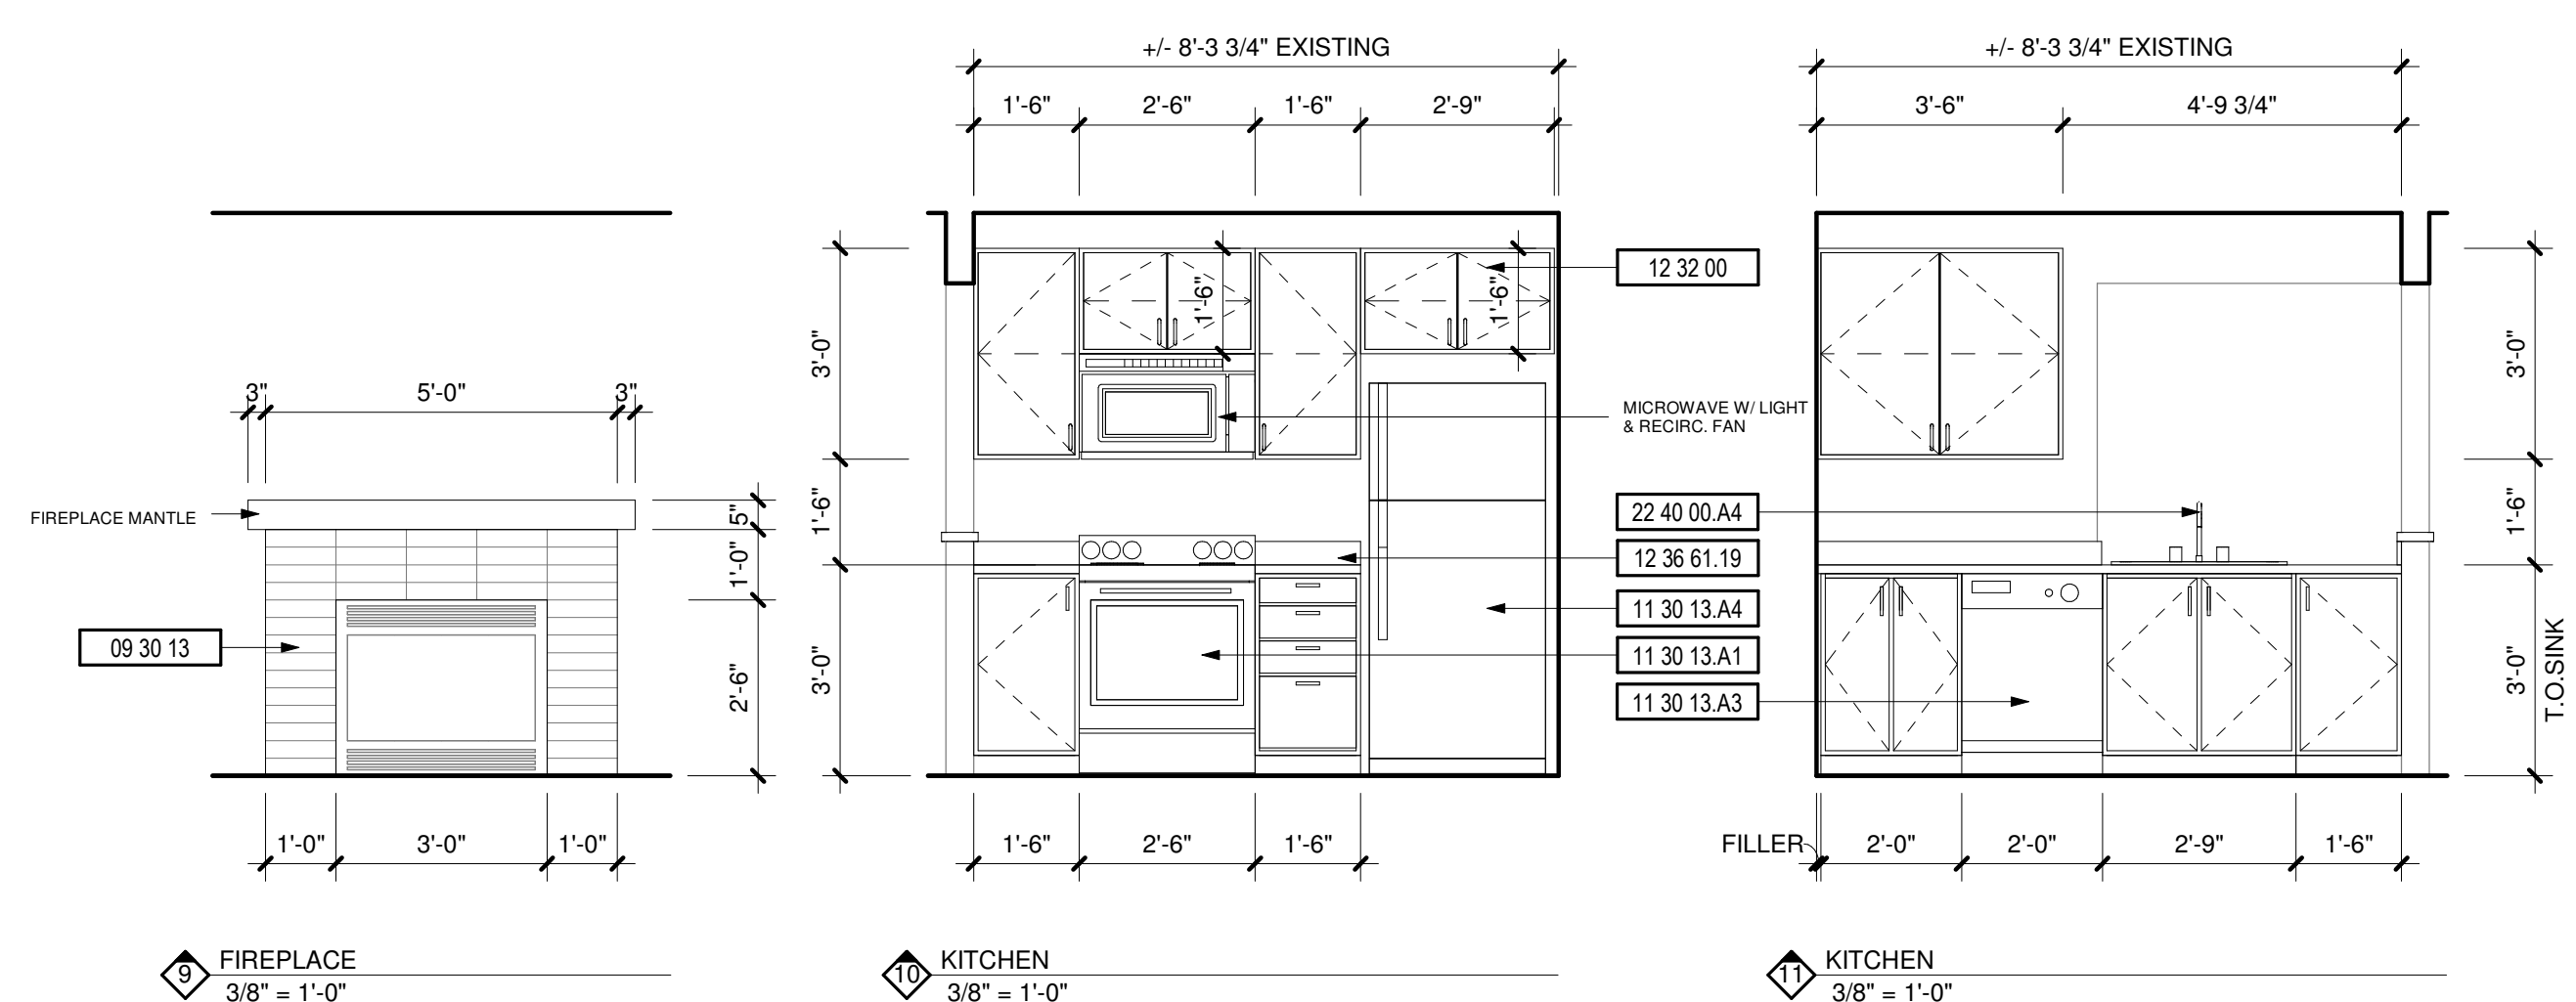 +/- 8'-3 3/4" EXISTING
+/- 8'-3 3/4" EXISTING
1'-6" 2'-6" 1'-6" 2'-9"
3'-6" 4'-9 3/4"
3" 5'-0" 3"
FIREPLACE MANTLE
5"
1'-0"
2'-6"
09 30 13
1'-0" 3'-0" 1'-0"
3'-0"
1'-6"
3'-0"
1'-6"
1'-6"
1'-6" 2'-6" 1'-6"
12 32 00
MICROWAVE W/ LIGHT
& RECIRC. FAN
22 40 00.A4
12 36 61.19
11 30 13.A4
11 30 13.A1
11 30 13.A3
3'-0"
1'-6"
3'-0"
T.O.SINK
FILLER 2'-0" 2'-0" 2'-9" 1'-6"
9 FIREPLACE
3/8" = 1'-0"
10 KITCHEN
3/8" = 1'-0"
11 KITCHEN
3/8" = 1'-0"